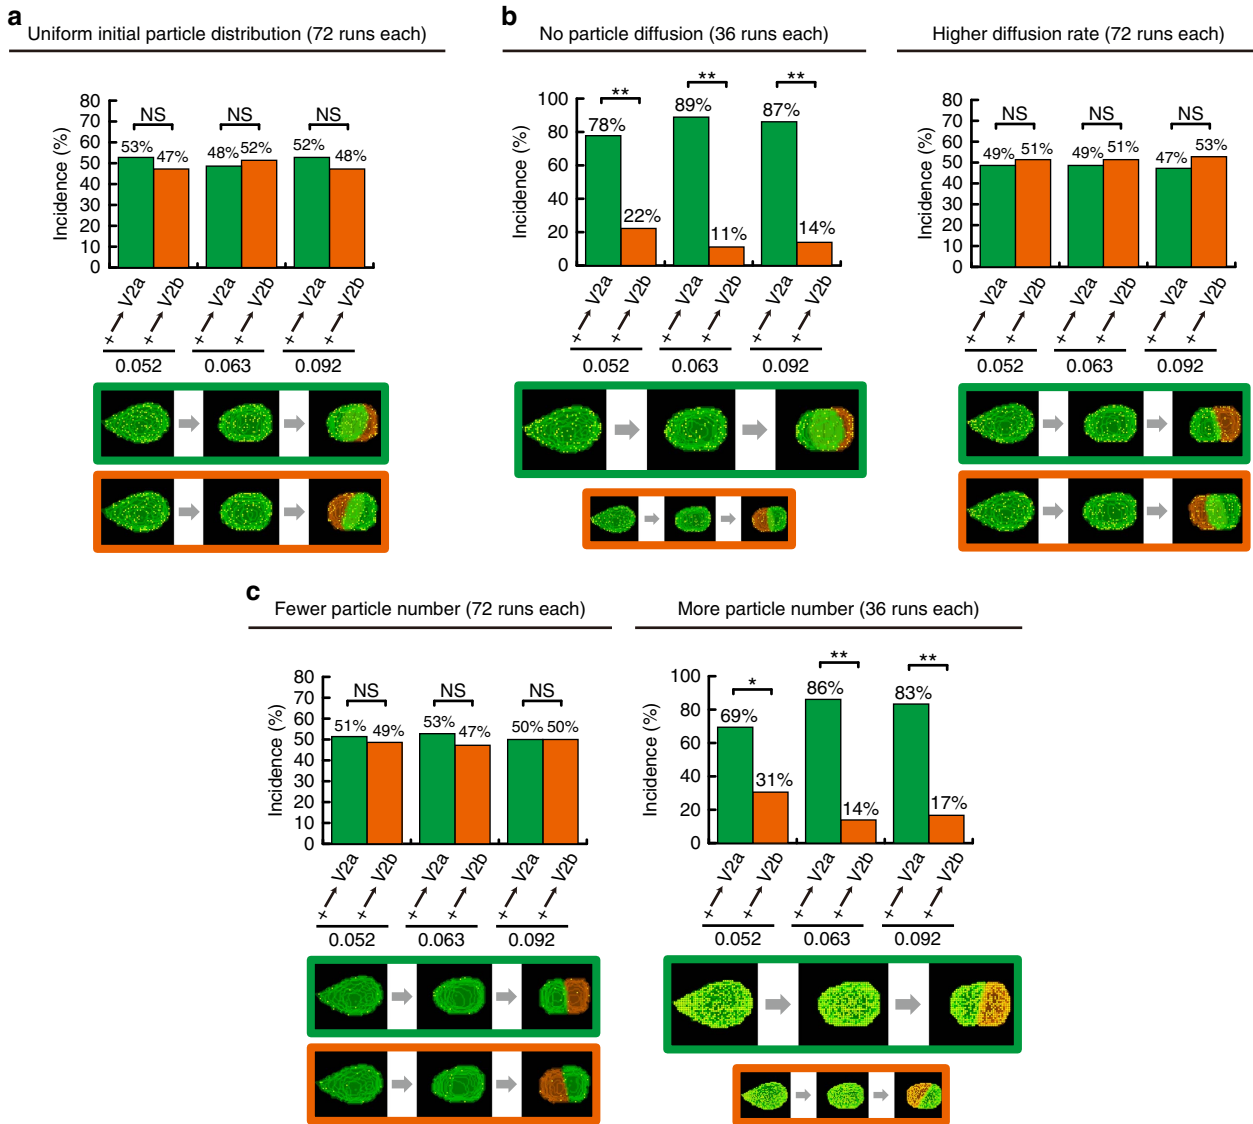 a
Uniform initial particle distribution (72 runs each)
Incidence (%)
80
70
60
50
40
30
20
10
0
NS NS NS
53% 47% 48% 52% 52% 48%
+ V2a + V2b + V2a + V2b + V2a + V2b
0.052 0.063 0.092
b
No particle diffusion (36 runs each)
Incidence (%)
100
80
60
40
20
0
** ** **
78% 22% 89% 11% 87% 14%
+ V2a + V2b + V2a + V2b + V2a + V2b
0.052 0.063 0.092
Higher diffusion rate (72 runs each)
Incidence (%)
80
70
60
50
40
30
20
10
0
NS NS NS
49% 51% 49% 51% 47% 53%
+ V2a + V2b + V2a + V2b + V2a + V2b
0.052 0.063 0.092
c
Fewer particle number (72 runs each)
Incidence (%)
80
70
60
50
40
30
20
10
0
NS NS NS
51% 49% 53% 47% 50% 50%
+ V2a + V2b + V2a + V2b + V2a + V2b
0.052 0.063 0.092
More particle number (36 runs each)
Incidence (%)
100
80
60
40
20
0
* ** **
69% 31% 86% 14% 83% 17%
+ V2a + V2b + V2a + V2b + V2a + V2b
0.052 0.063 0.092